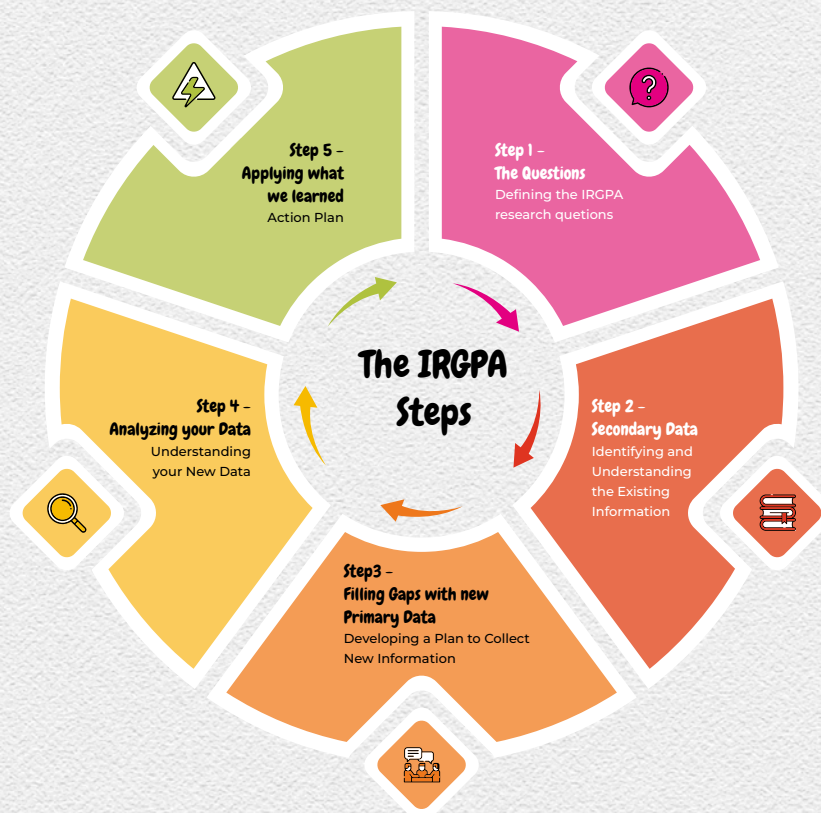 The IRGPA
Steps
Step 1 –
The Questions
Defining the IRGPA
research quetions
Step 2 –
Secondary Data
Identifying and
Understanding
the Existing
Information
Step3 –
Filling Gaps with new
Primary Data
Developing a Plan to Collect
New Information
Step 4 –
Analyzing your Data
Understanding
your New Data
Step 5 –
Applying what
we learned
Action Plan